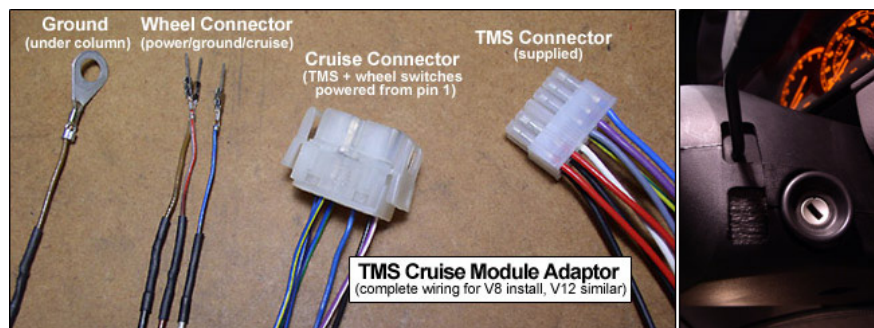 Ground
(under column)
Wheel Connector
(power/ground/cruise)
Cruise Connector
(TMS + wheel switches
powered from pin 1)
TMS Connector
(supplied)
TMS Cruise Module Adaptor
(complete wiring for V8 install, V12 similar)